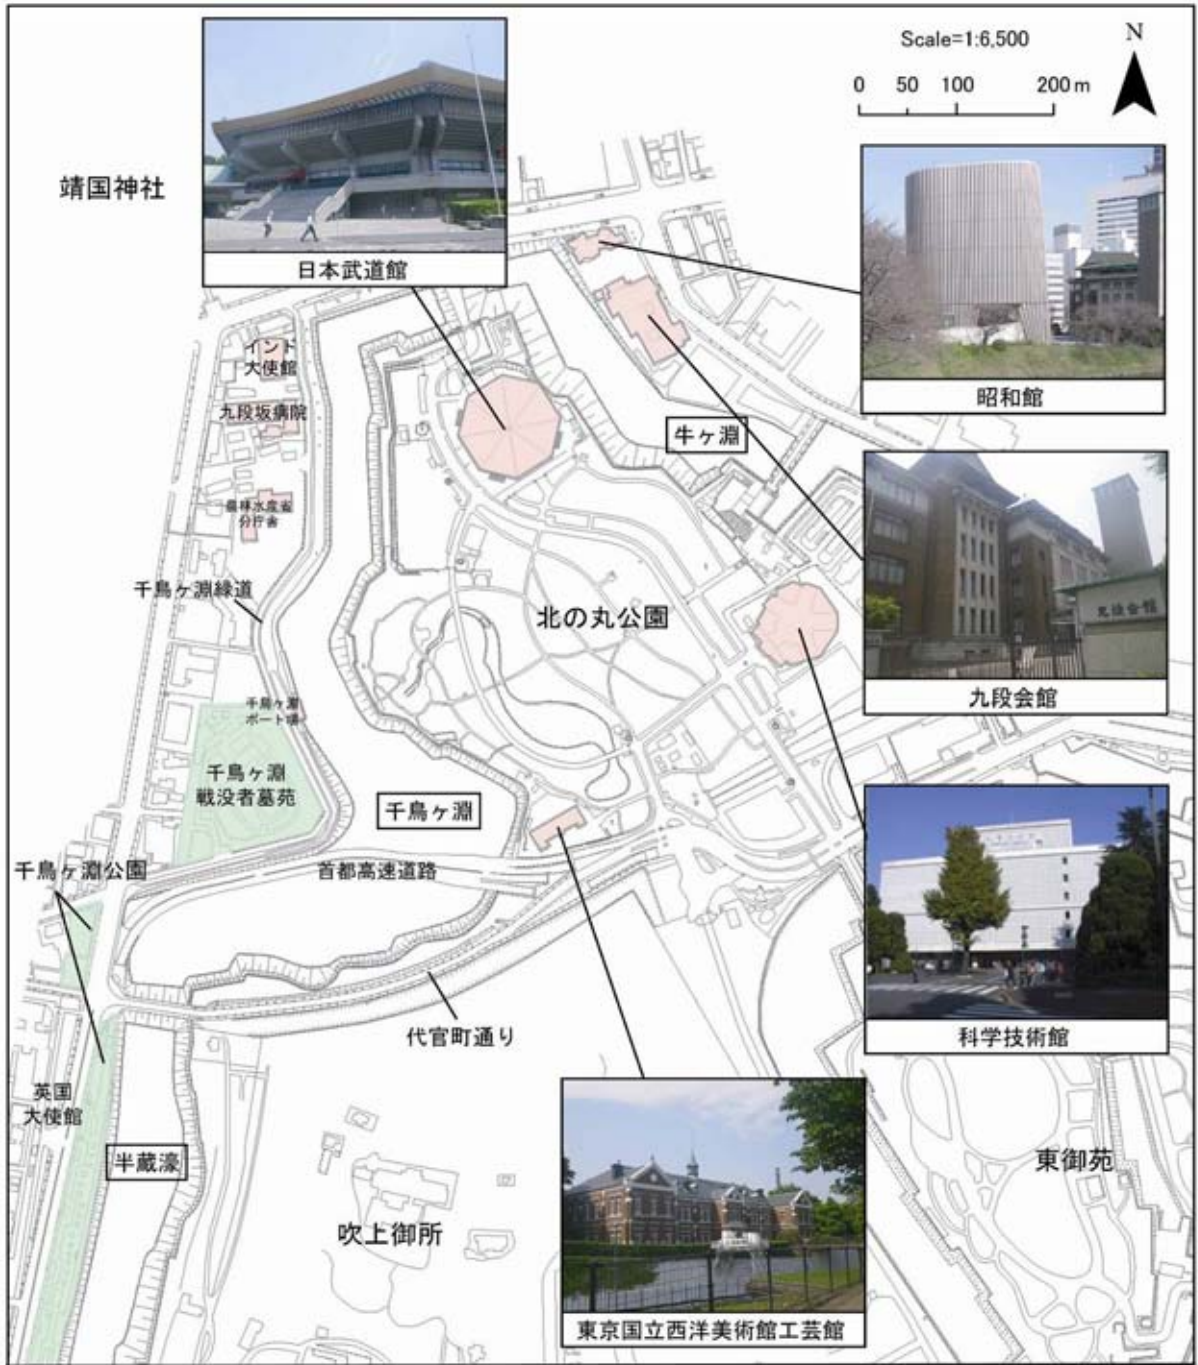 Scale=1:6,500
N
0 50 100 200m
靖国神社
日本武道館
昭和館
インド
大使館
九段坂病院
牛ヶ淵
農林水産省
分庁舎
千鳥ヶ淵緑道
北の丸公園
九段会館
千鳥ヶ淵
ボート場
千鳥ヶ淵
戦没者墓苑
千鳥ヶ淵
千鳥ヶ淵公園
首都高速道路
科学技術館
代官町通り
英国
大使館
半蔵濠
東御苑
吹上御所
東京国立西洋美術館工芸館